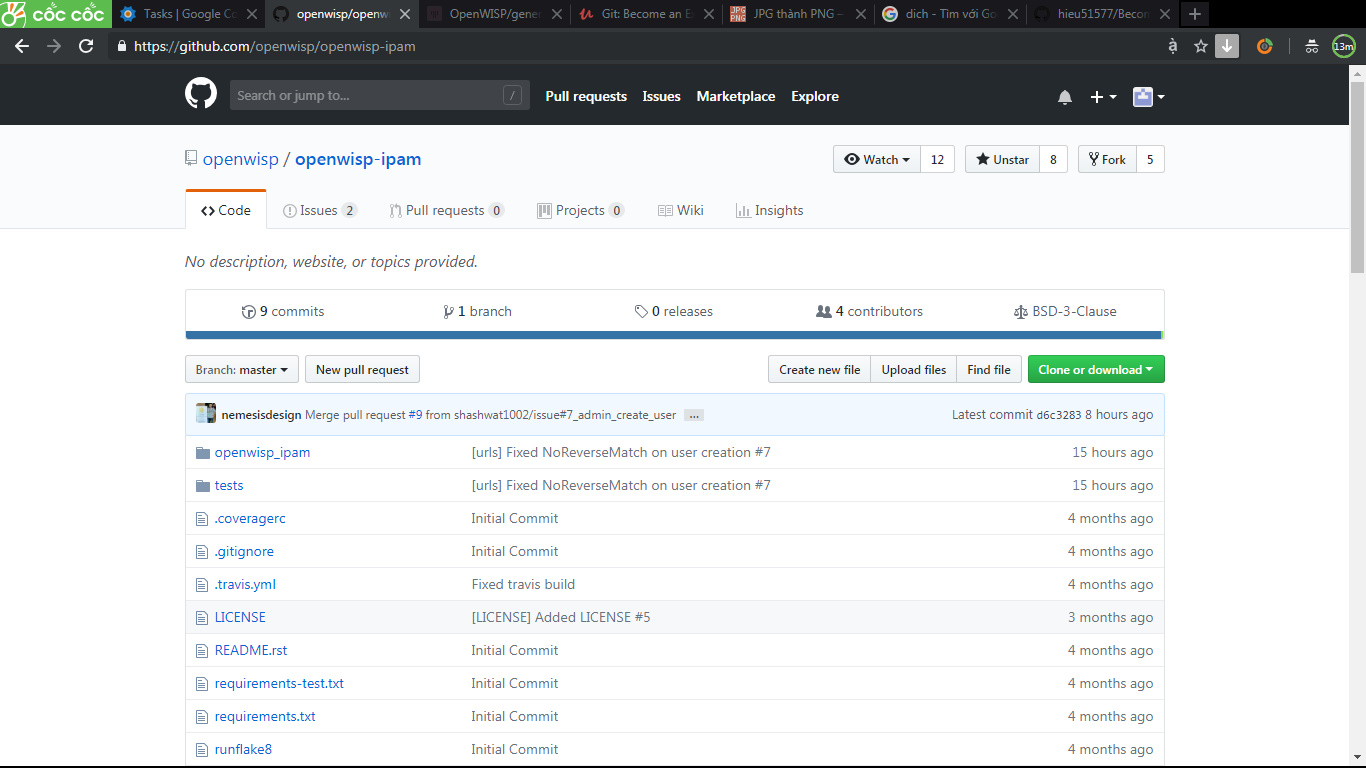 cốc cốc Tasks | Google Co openwisp/openw OpenWISP/gener Git: Become an E JPG thành PNG – dich - Tìm với Go hieu51577/Becon
https://github.com/openwisp/openwisp-ipam 13m
Search or jump to... / Pull requests Issues Marketplace Explore
openwisp / openwisp-ipam Watch 12 Unstar 8 Fork 5
Code Issues 2 Pull requests 0 Projects 0 Wiki Insights
No description, website, or topics provided.
9 commits 1 branch 0 releases 4 contributors BSD-3-Clause
Branch: master New pull request Create new file Upload files Find file Clone or download
nemesisdesign Merge pull request #9 from shashwat1002/issue#7_admin_create_user ... Latest commit d6c3283 8 hours ago
openwisp_ipam [urls] Fixed NoReverseMatch on user creation #7 15 hours ago
tests [urls] Fixed NoReverseMatch on user creation #7 15 hours ago
.coveragerc Initial Commit 4 months ago
.gitignore Initial Commit 4 months ago
.travis.yml Fixed travis build 4 months ago
LICENSE [LICENSE] Added LICENSE #5 3 months ago
README.rst Initial Commit 4 months ago
requirements-test.txt Initial Commit 4 months ago
requirements.txt Initial Commit 4 months ago
runflake8 Initial Commit 4 months ago